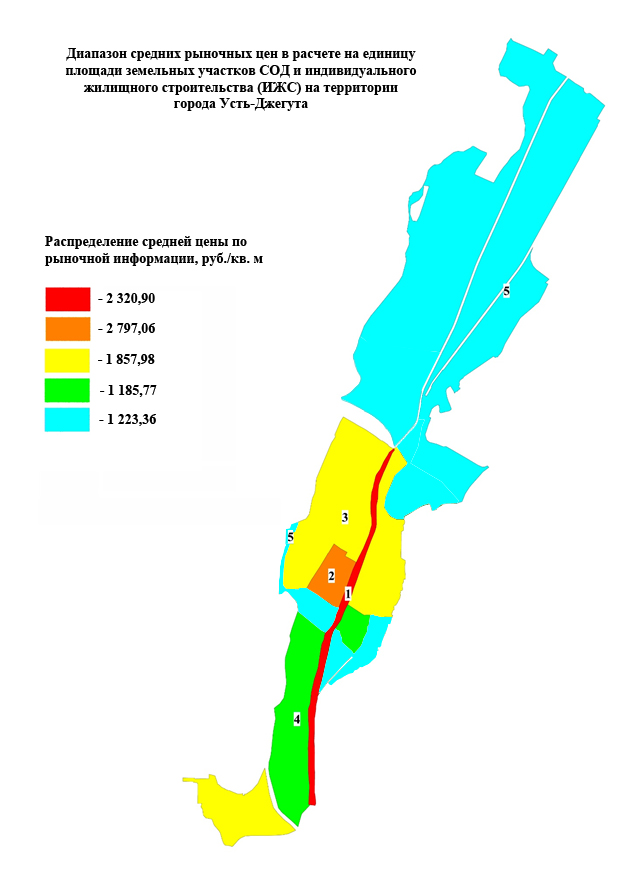 Диапазон средних рыночных цен в расчете на единицу
площади земельных участков СОД и индивидуального
жилищного строительства (ИЖС) на территории
города Усть-Джегута
Распределение средней цены по
рыночной информации, руб./кв. м
- 2 320,90
- 2 797,06
- 1 857,98
- 1 185,77
- 1 223,36
5
3
5
2
1
4